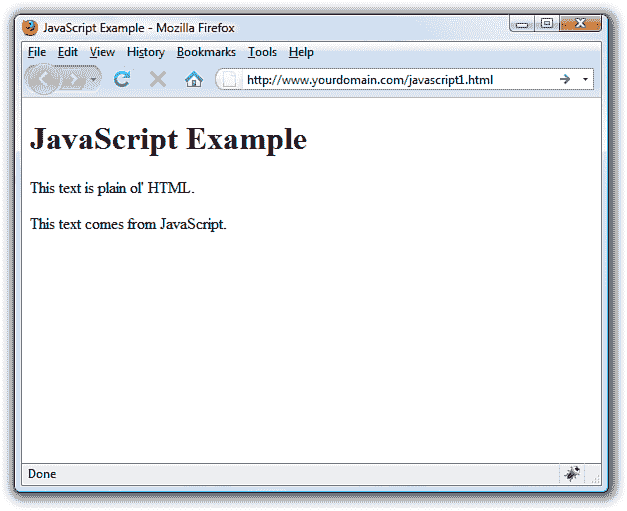 JavaScript Example - Mozilla Firefox
File Edit View History Bookmarks Tools Help
http://www.yourdomain.com/javascript1.html
JavaScript Example
This text is plain ol' HTML.
This text comes from JavaScript.
Done